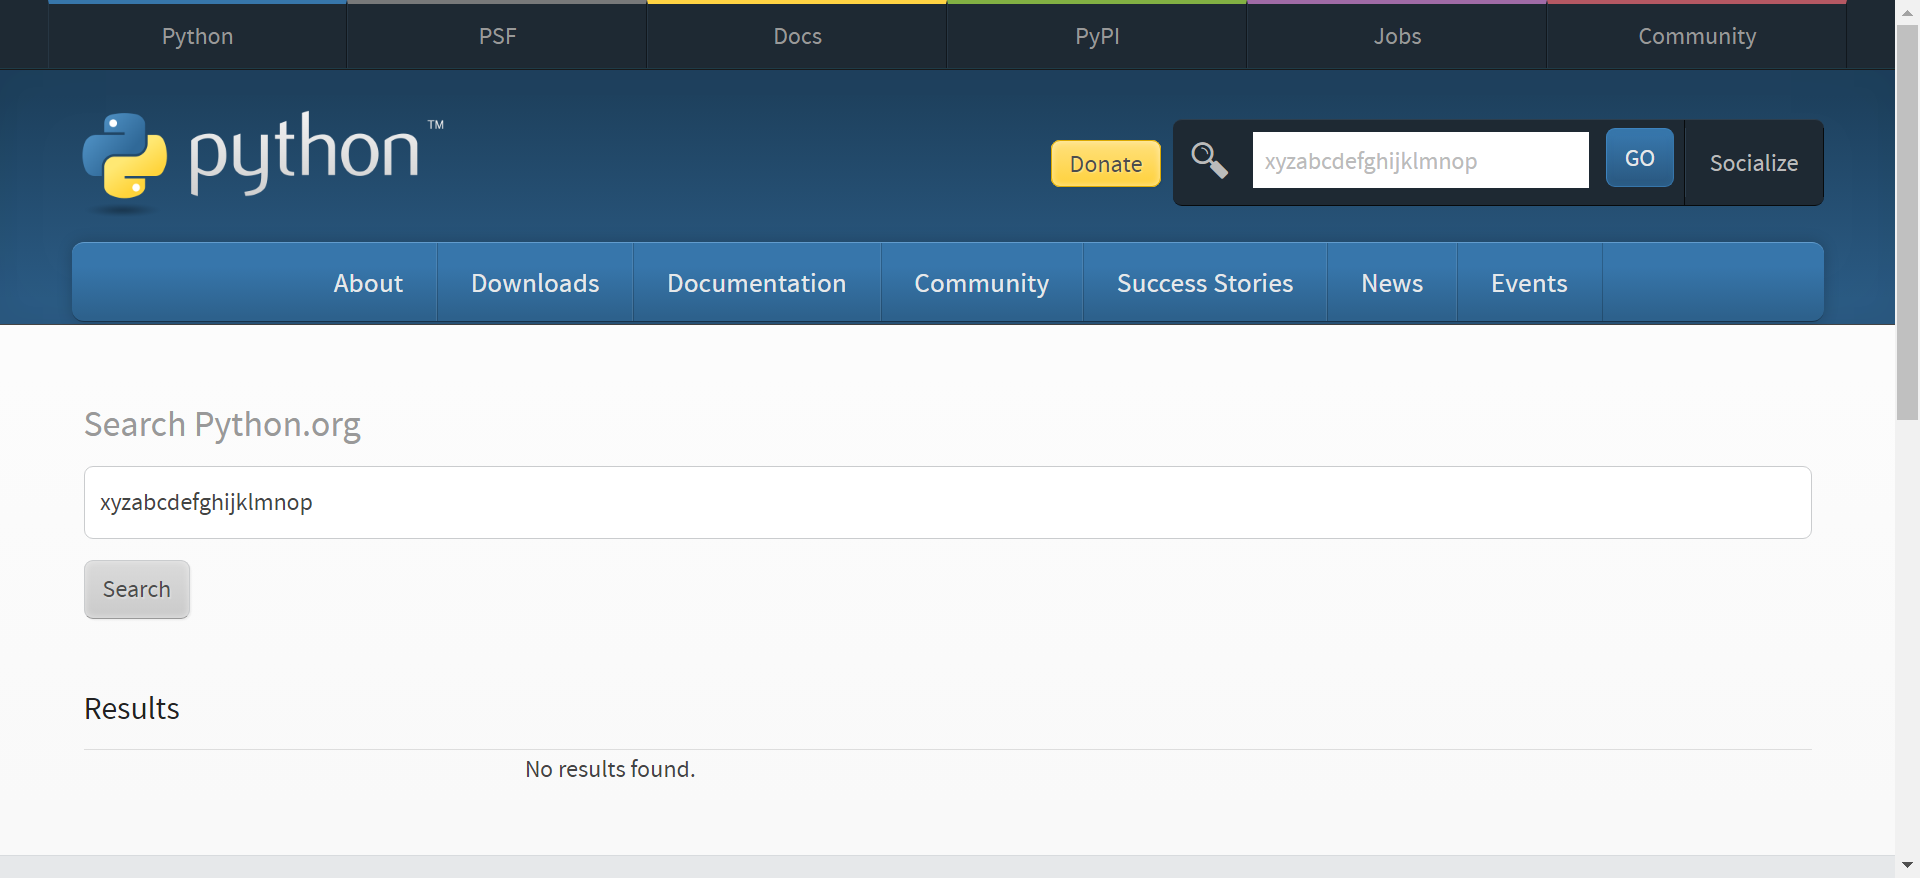 Python PSF Docs PyPI Jobs Community
python™
Donate xyzabcdefghijklmnop GO Socialize
About Downloads Documentation Community Success Stories News Events
Search Python.org
xyzabcdefghijklmnop
Search
Results
No results found.